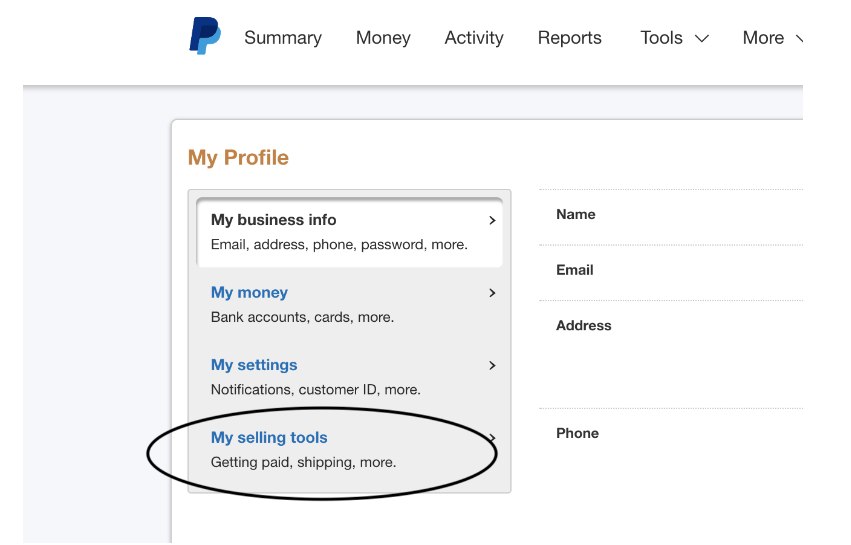 Summary Money Activity Reports Tools More
My Profile
My business info
Email, address, phone, password, more.
My money
Bank accounts, cards, more.
My settings
Notifications, customer ID, more.
My selling tools
Getting paid, shipping, more.
Name
Email
Address
Phone